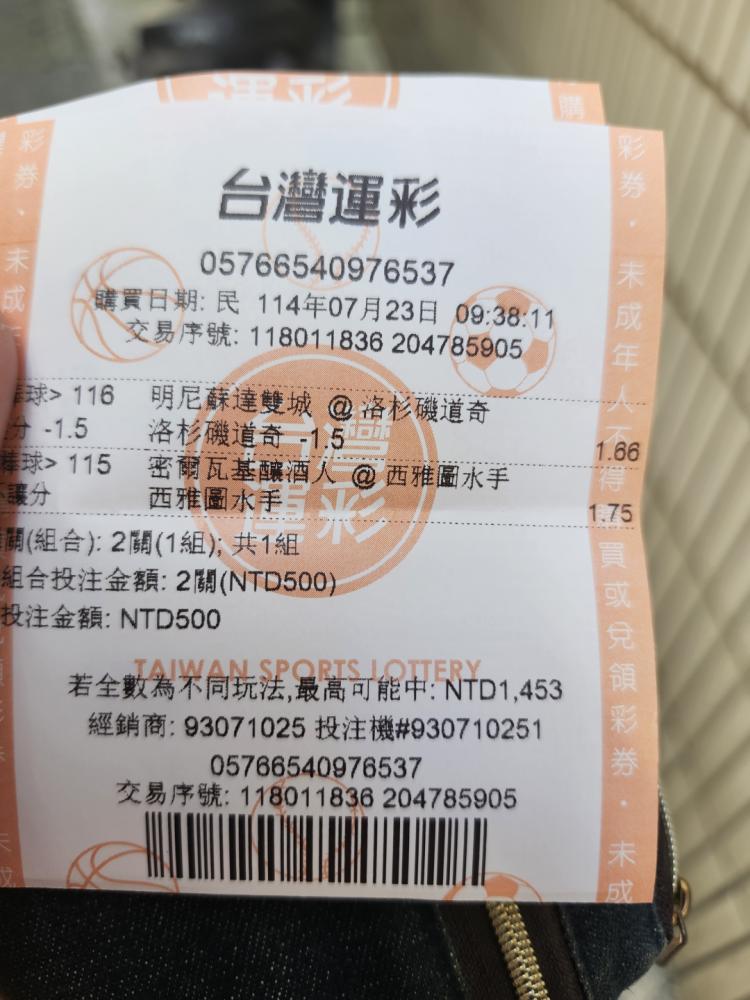 台灣運彩
05766540976537
購買日期: 民 114年07月23日 09:38:11
交易序號: 118011836 204785905
球> 116 明尼蘇達雙城 @ 洛杉磯道奇
分 -1.5 洛杉磯道奇 -1.5 1.66
棒球> 115 密爾瓦基釀酒人 @ 西雅圖水手
讓分 西雅圖水手 1.75
關(組合): 2關(1組); 共1組
組合投注金額: 2關(NTD500)
投注金額: NTD500
TAIWAN SPORTS LOTTERY
若全數為不同玩法,最高可能中: NTD1,453
經銷商: 93071025 投注機#930710251
05766540976537
交易序號: 118011836 204785905
台灣運彩
購
彩券．未成年人不得
買或兌領彩券．未成
彩券．未成